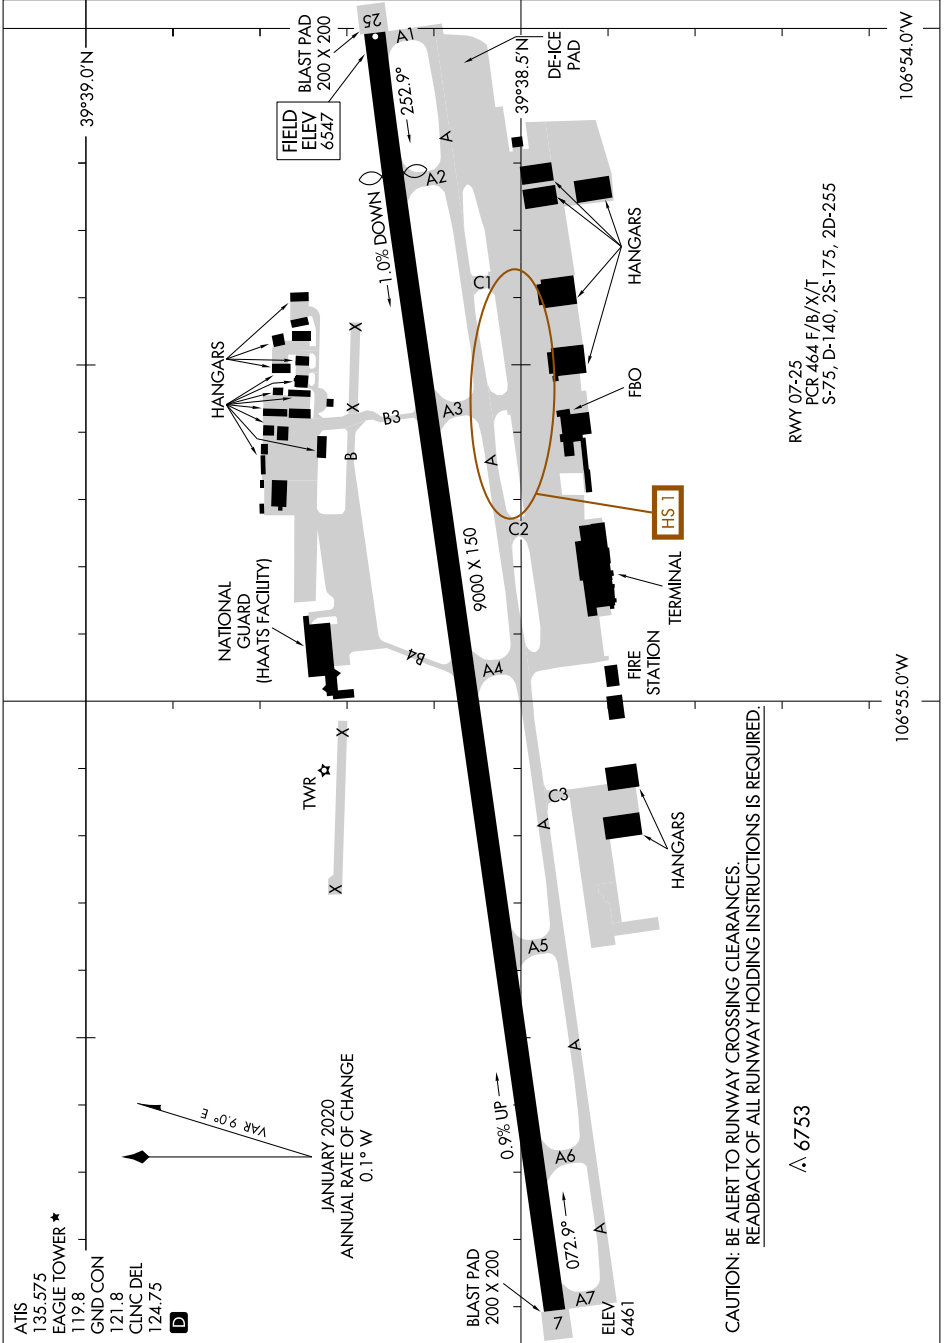 ATIS
135.575
EAGLE TOWER ★
119.8
GND CON
121.8
CLNC DEL
124.75
D
JANUARY 2020
ANNUAL RATE OF CHANGE
0.1° W
VAR 9.0° E
39°39.0'N
TWR
X
X
NATIONAL
GUARD
(HAATS FACILITY)
HANGARS
B
X
X
B3
B4
FIELD
ELEV
6547
BLAST PAD
200 X 200
25
252.9°
1.0% DOWN
9000 X 150
0.9% UP
072.9°
BLAST PAD
200 X 200
7
ELEV
6461
A7
A
A6
A
A5
A
C3
A4
C2
A
A3
C1
A2
A
A1
39°38.5'N
DE-ICE
PAD
HANGARS
FBO
HS 1
TERMINAL
FIRE
STATION
HANGARS
CAUTION: BE ALERT TO RUNWAY CROSSING CLEARANCES.
READBACK OF ALL RUNWAY HOLDING INSTRUCTIONS IS REQUIRED.
6753
RWY 07-25
PCR 464 F/B/X/T
S-75, D-140, 2S-175, 2D-255
106°55.0'W
106°54.0'W